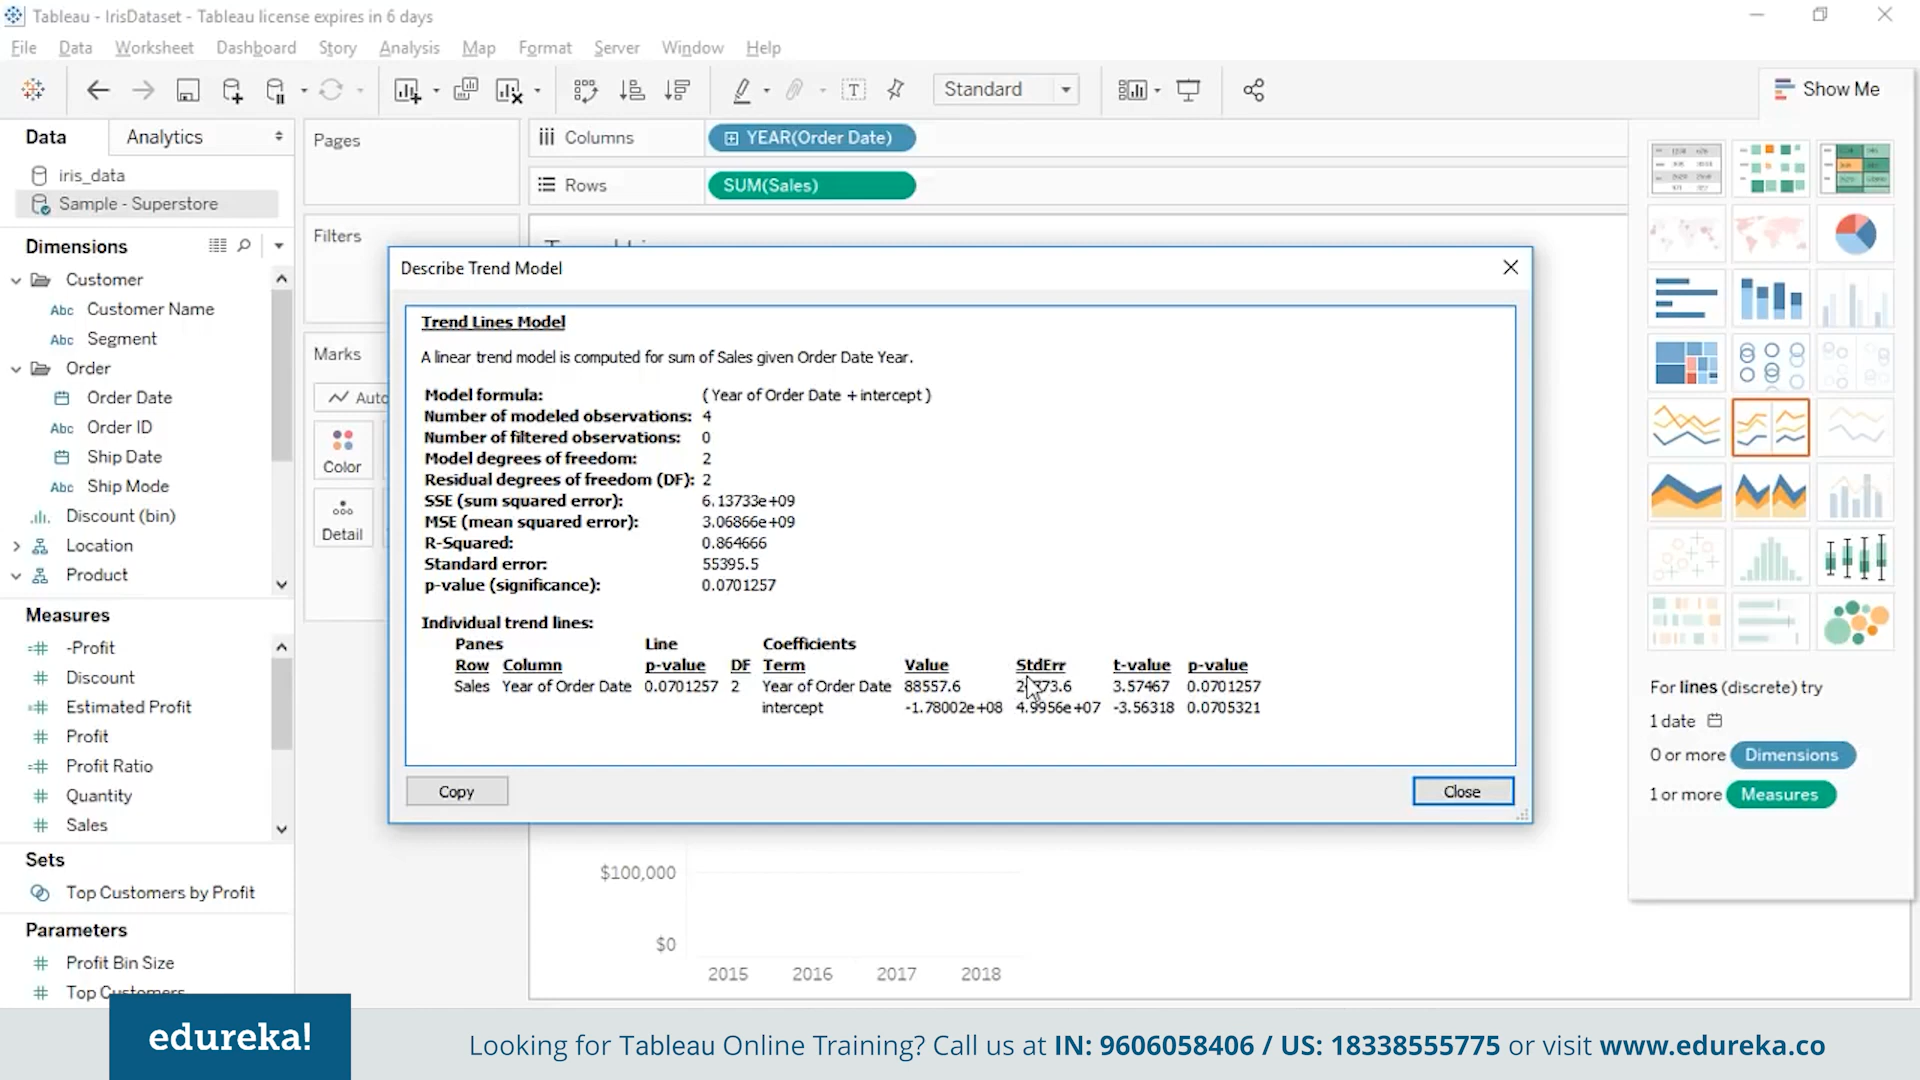 Tableau - IrisDataset - Tableau license expires in 6 days
File Data Worksheet Dashboard Story Analysis Map Format Server Window Help
Standard
Show Me
Data Analytics
iris_data
Sample - Superstore
Dimensions
Customer
Abc Customer Name
Abc Segment
Order
Order Date
Abc Order ID
Ship Date
Abc Ship Mode
Discount (bin)
Location
Product
Measures
-Profit
Discount
Estimated Profit
Profit
Profit Ratio
Quantity
Sales
Sets
Top Customers by Profit
Parameters
Profit Bin Size
Top Customers
Pages
Filters
Marks
Color
Detail
Columns YEAR(Order Date)
Rows SUM(Sales)
Describe Trend Model
Trend Lines Model
A linear trend model is computed for sum of Sales given Order Date Year.
Model formula: ( Year of Order Date + intercept )
Number of modeled observations: 4
Number of filtered observations: 0
Model degrees of freedom: 2
Residual degrees of freedom (DF): 2
SSE (sum squared error): 6.13733e+09
MSE (mean squared error): 3.06866e+09
R-Squared: 0.864666
Standard error: 55395.5
p-value (significance): 0.0701257
Individual trend lines:
Panes Line Coefficients
Row Column p-value DF Term Value StdErr t-value p-value
Sales Year of Order Date 0.0701257 2 Year of Order Date 88557.6 3.57467 0.0701257
intercept -1.78002e+08 4.9956e+07 -3.56318 0.0705321
Copy
Close
$100,000
$0
2015 2016 2017 2018
For lines (discrete) try
1 date
0 or more Dimensions
1 or more Measures
edureka!
Looking for Tableau Online Training? Call us at IN: 9606058406 / US: 18338555775 or visit www.edureka.co